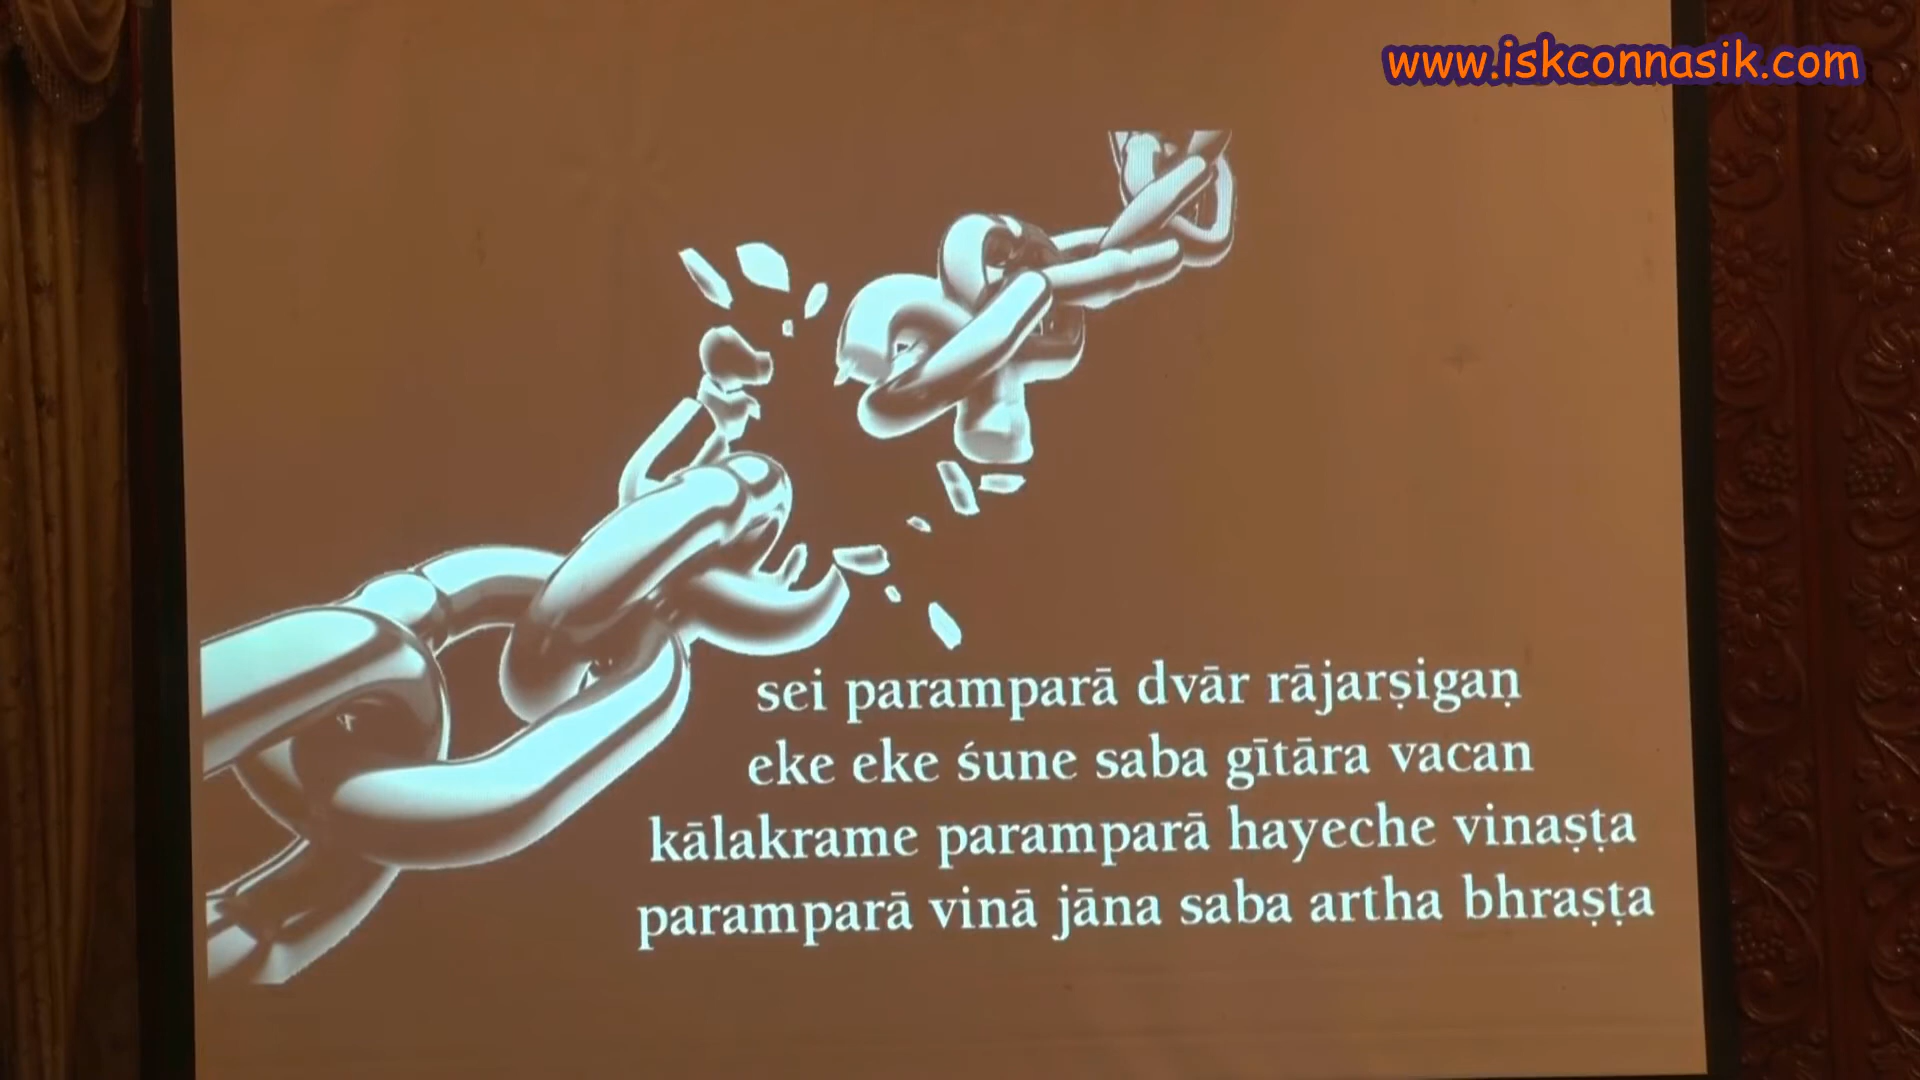 www.iskconnasik.com
sei paramparā dvār rājarṣigaṇ
eke eke śune saba gītāra vacan
kālakrame paramparā hayeche vinaṣṭa
paramparā vinā jāna saba artha bhraṣṭa